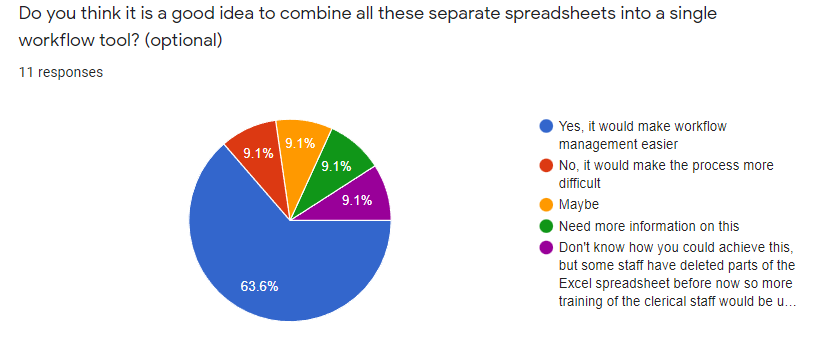 Do you think it is a good idea to combine all these separate spreadsheets into a single
workflow tool? (optional)
11 responses
9.1%
9.1%
9.1%
9.1%
63.6%
Yes, it would make workflow
management easier
No, it would make the process more
difficult
Maybe
Need more information on this
Don't know how you could achieve this,
but some staff have deleted parts of the
Excel spreadsheet before now so more
training of the clerical staff would be u…